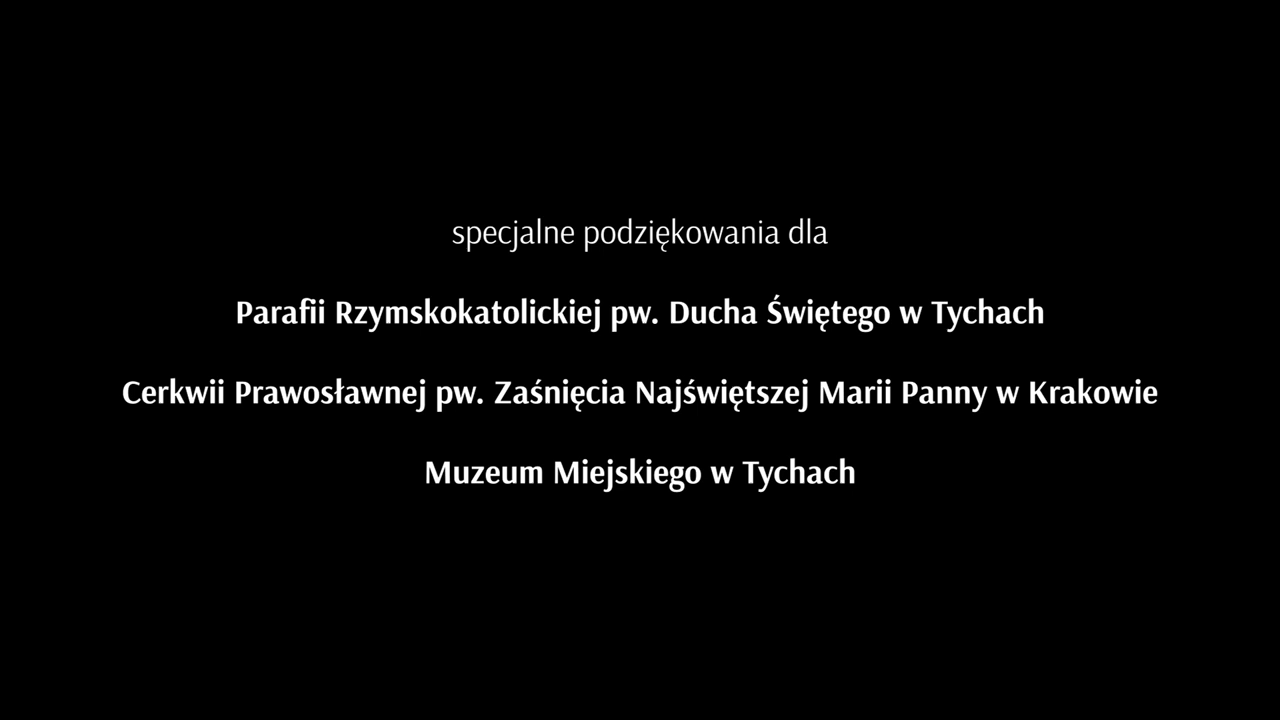 specjalne podziękowania dla
Parafii Rzymskokatolickiej pw. Ducha Świętego w Tychach
Cerkwii Prawosławnej pw. Zaśnięcia Najświętszej Marii Panny w Krakowie
Muzeum Miejskiego w Tychach